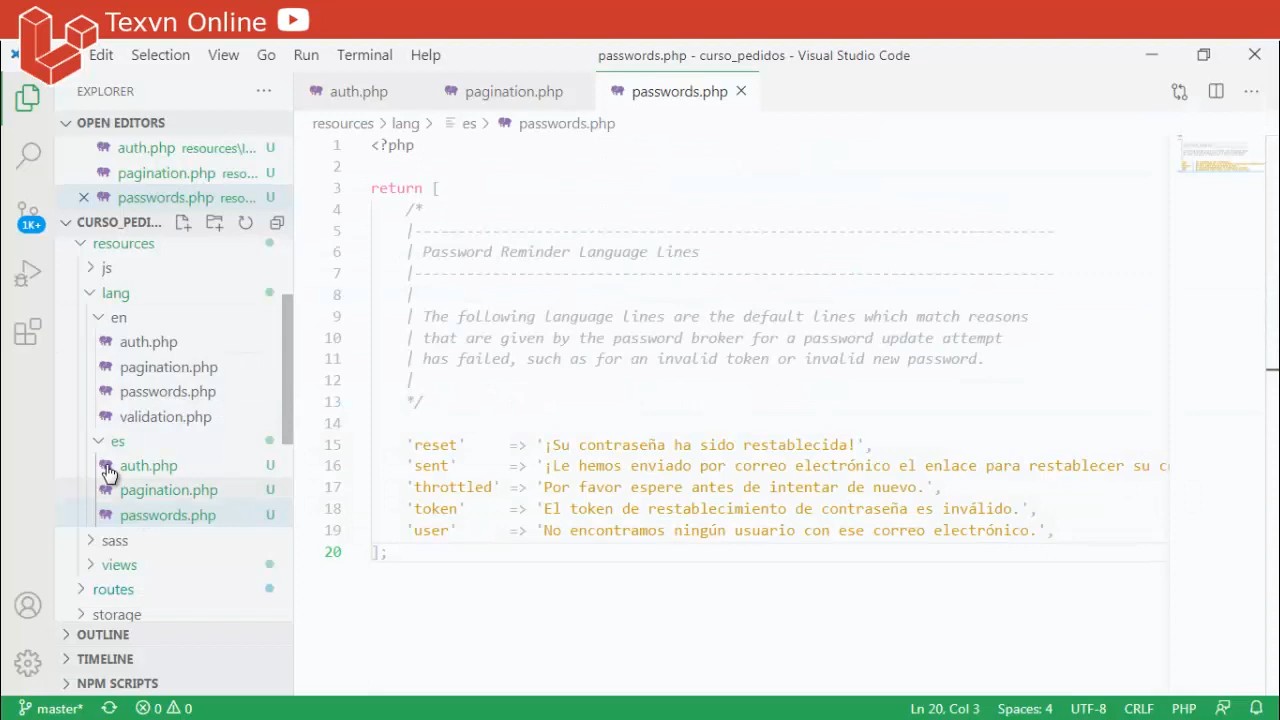 Texvn Online
Edit Selection View Go Run Terminal Help
passwords.php - curso_pedidos - Visual Studio Code
EXPLORER
auth.php
pagination.php
passwords.php
OPEN EDITORS
auth.php resources\l... U
pagination.php reso... U
passwords.php reso... U
CURSO_PEDI...
1K+
resources
js
lang
en
auth.php
pagination.php
passwords.php
validation.php
es
auth.php U
pagination.php U
passwords.php U
sass
views
routes
storage
OUTLINE
TIMELINE
NPM SCRIPTS
resources > lang > es > passwords.php
1 <?php
2
3 return [
4 /*
5 |--------------------------------------------------------------------------
6 | Password Reminder Language Lines
7 |--------------------------------------------------------------------------
8 |
9 | The following language lines are the default lines which match reasons
10 | that are given by the password broker for a password update attempt
11 | has failed, such as for an invalid token or invalid new password.
12 |
13 */
14
15 'reset' => '¡Su contraseña ha sido restablecida!',
16 'sent' => '¡Le hemos enviado por correo electrónico el enlace para restablecer su
17 'throttled' => 'Por favor espere antes de intentar de nuevo.',
18 'token' => 'El token de restablecimiento de contraseña es inválido.',
19 'user' => 'No encontramos ningún usuario con ese correo electrónico.',
20 ];
master* 0 0
Ln 20, Col 3 Spaces: 4 UTF-8 CRLF PHP